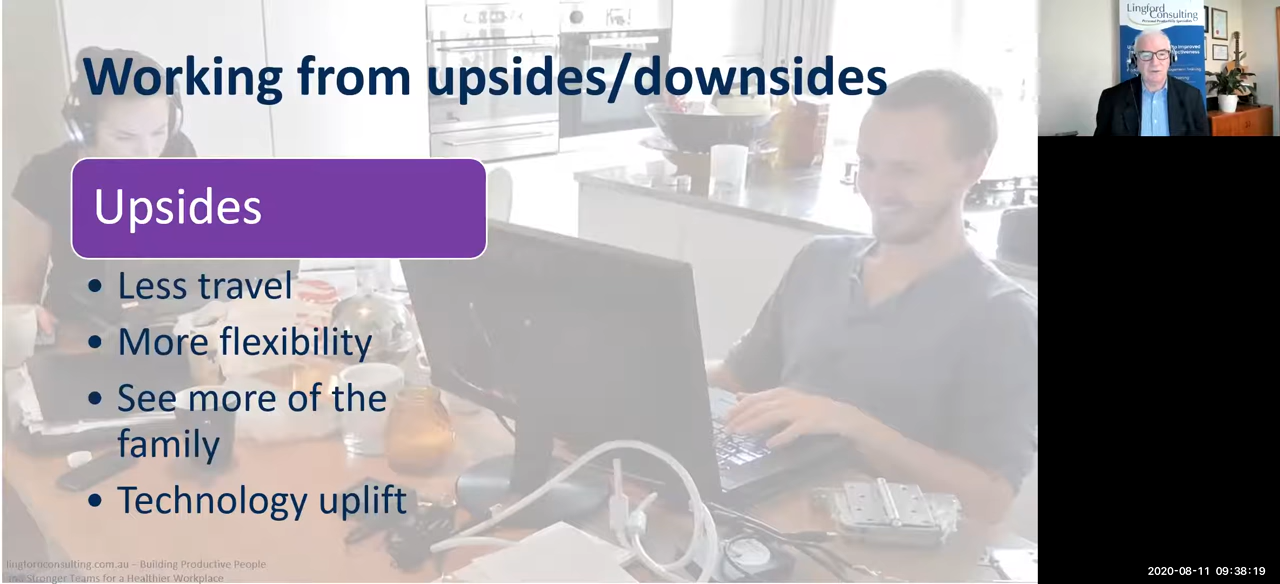 Working from upsides/downsides
Upsides
• Less travel
• More flexibility
• See more of the
family
• Technology uplift
lingfordconsulting.com.au – Building Productive People
and Stronger Teams for a Healthier Workplace
Lingford
Consulting
2020-08-11 09:38:19